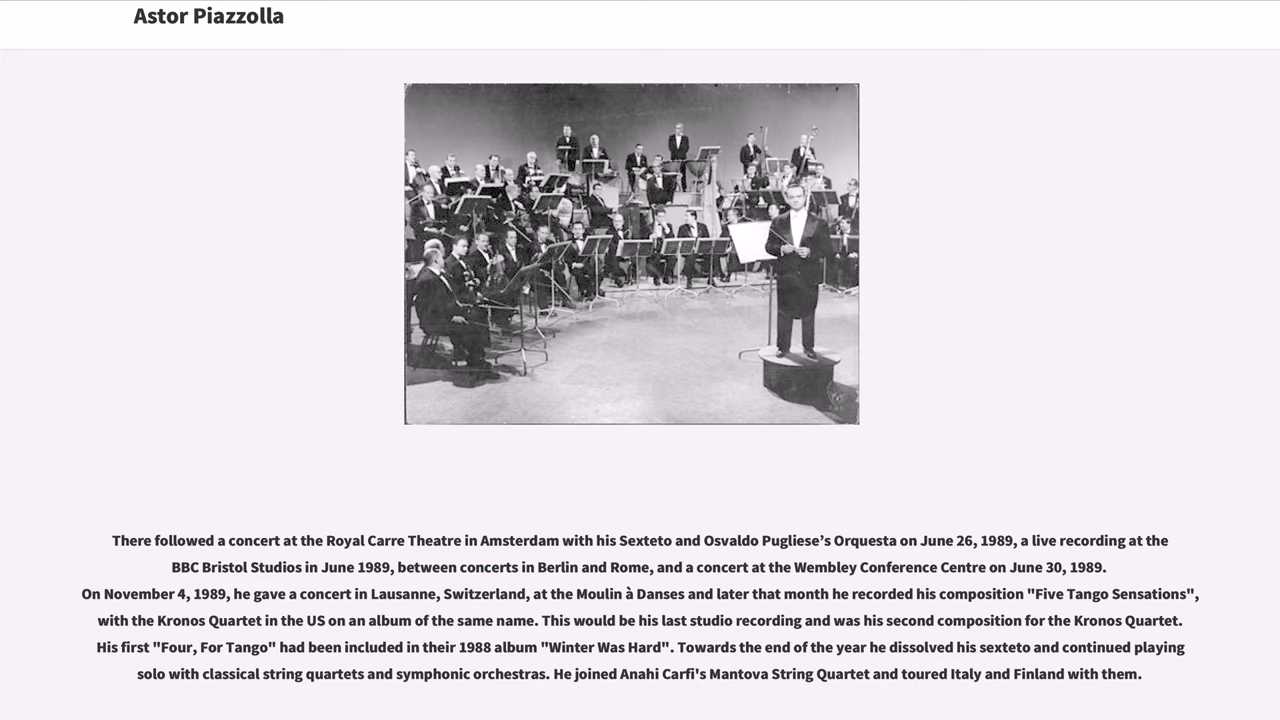 Astor Piazzolla
There followed a concert at the Royal Carre Theatre in Amsterdam with his Sexteto and Osvaldo Pugliese’s Orquesta on June 26, 1989, a live recording at the
BBC Bristol Studios in June 1989, between concerts in Berlin and Rome, and a concert at the Wembley Conference Centre on June 30, 1989.
On November 4, 1989, he gave a concert in Lausanne, Switzerland, at the Moulin à Danses and later that month he recorded his composition "Five Tango Sensations",
with the Kronos Quartet in the US on an album of the same name. This would be his last studio recording and was his second composition for the Kronos Quartet.
His first "Four, For Tango" had been included in their 1988 album "Winter Was Hard". Towards the end of the year he dissolved his sexteto and continued playing
solo with classical string quartets and symphonic orchestras. He joined Anahi Carfi's Mantova String Quartet and toured Italy and Finland with them.